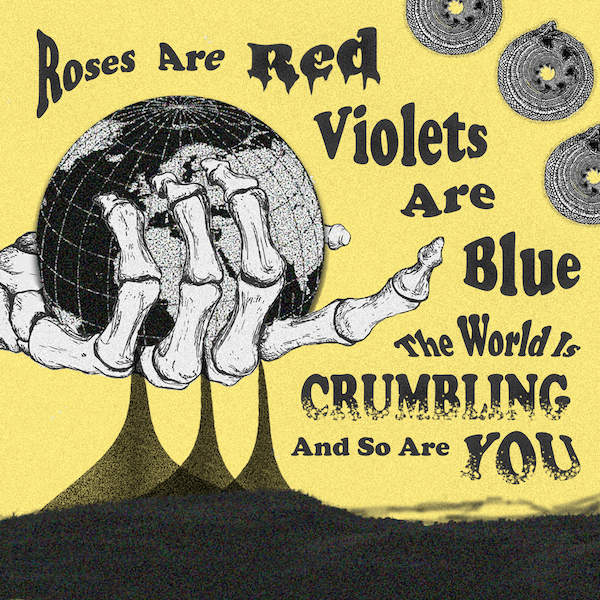 Roses Are Red
Violets
Are
Blue
The World Is
CRUMBLING
And So Are YOU